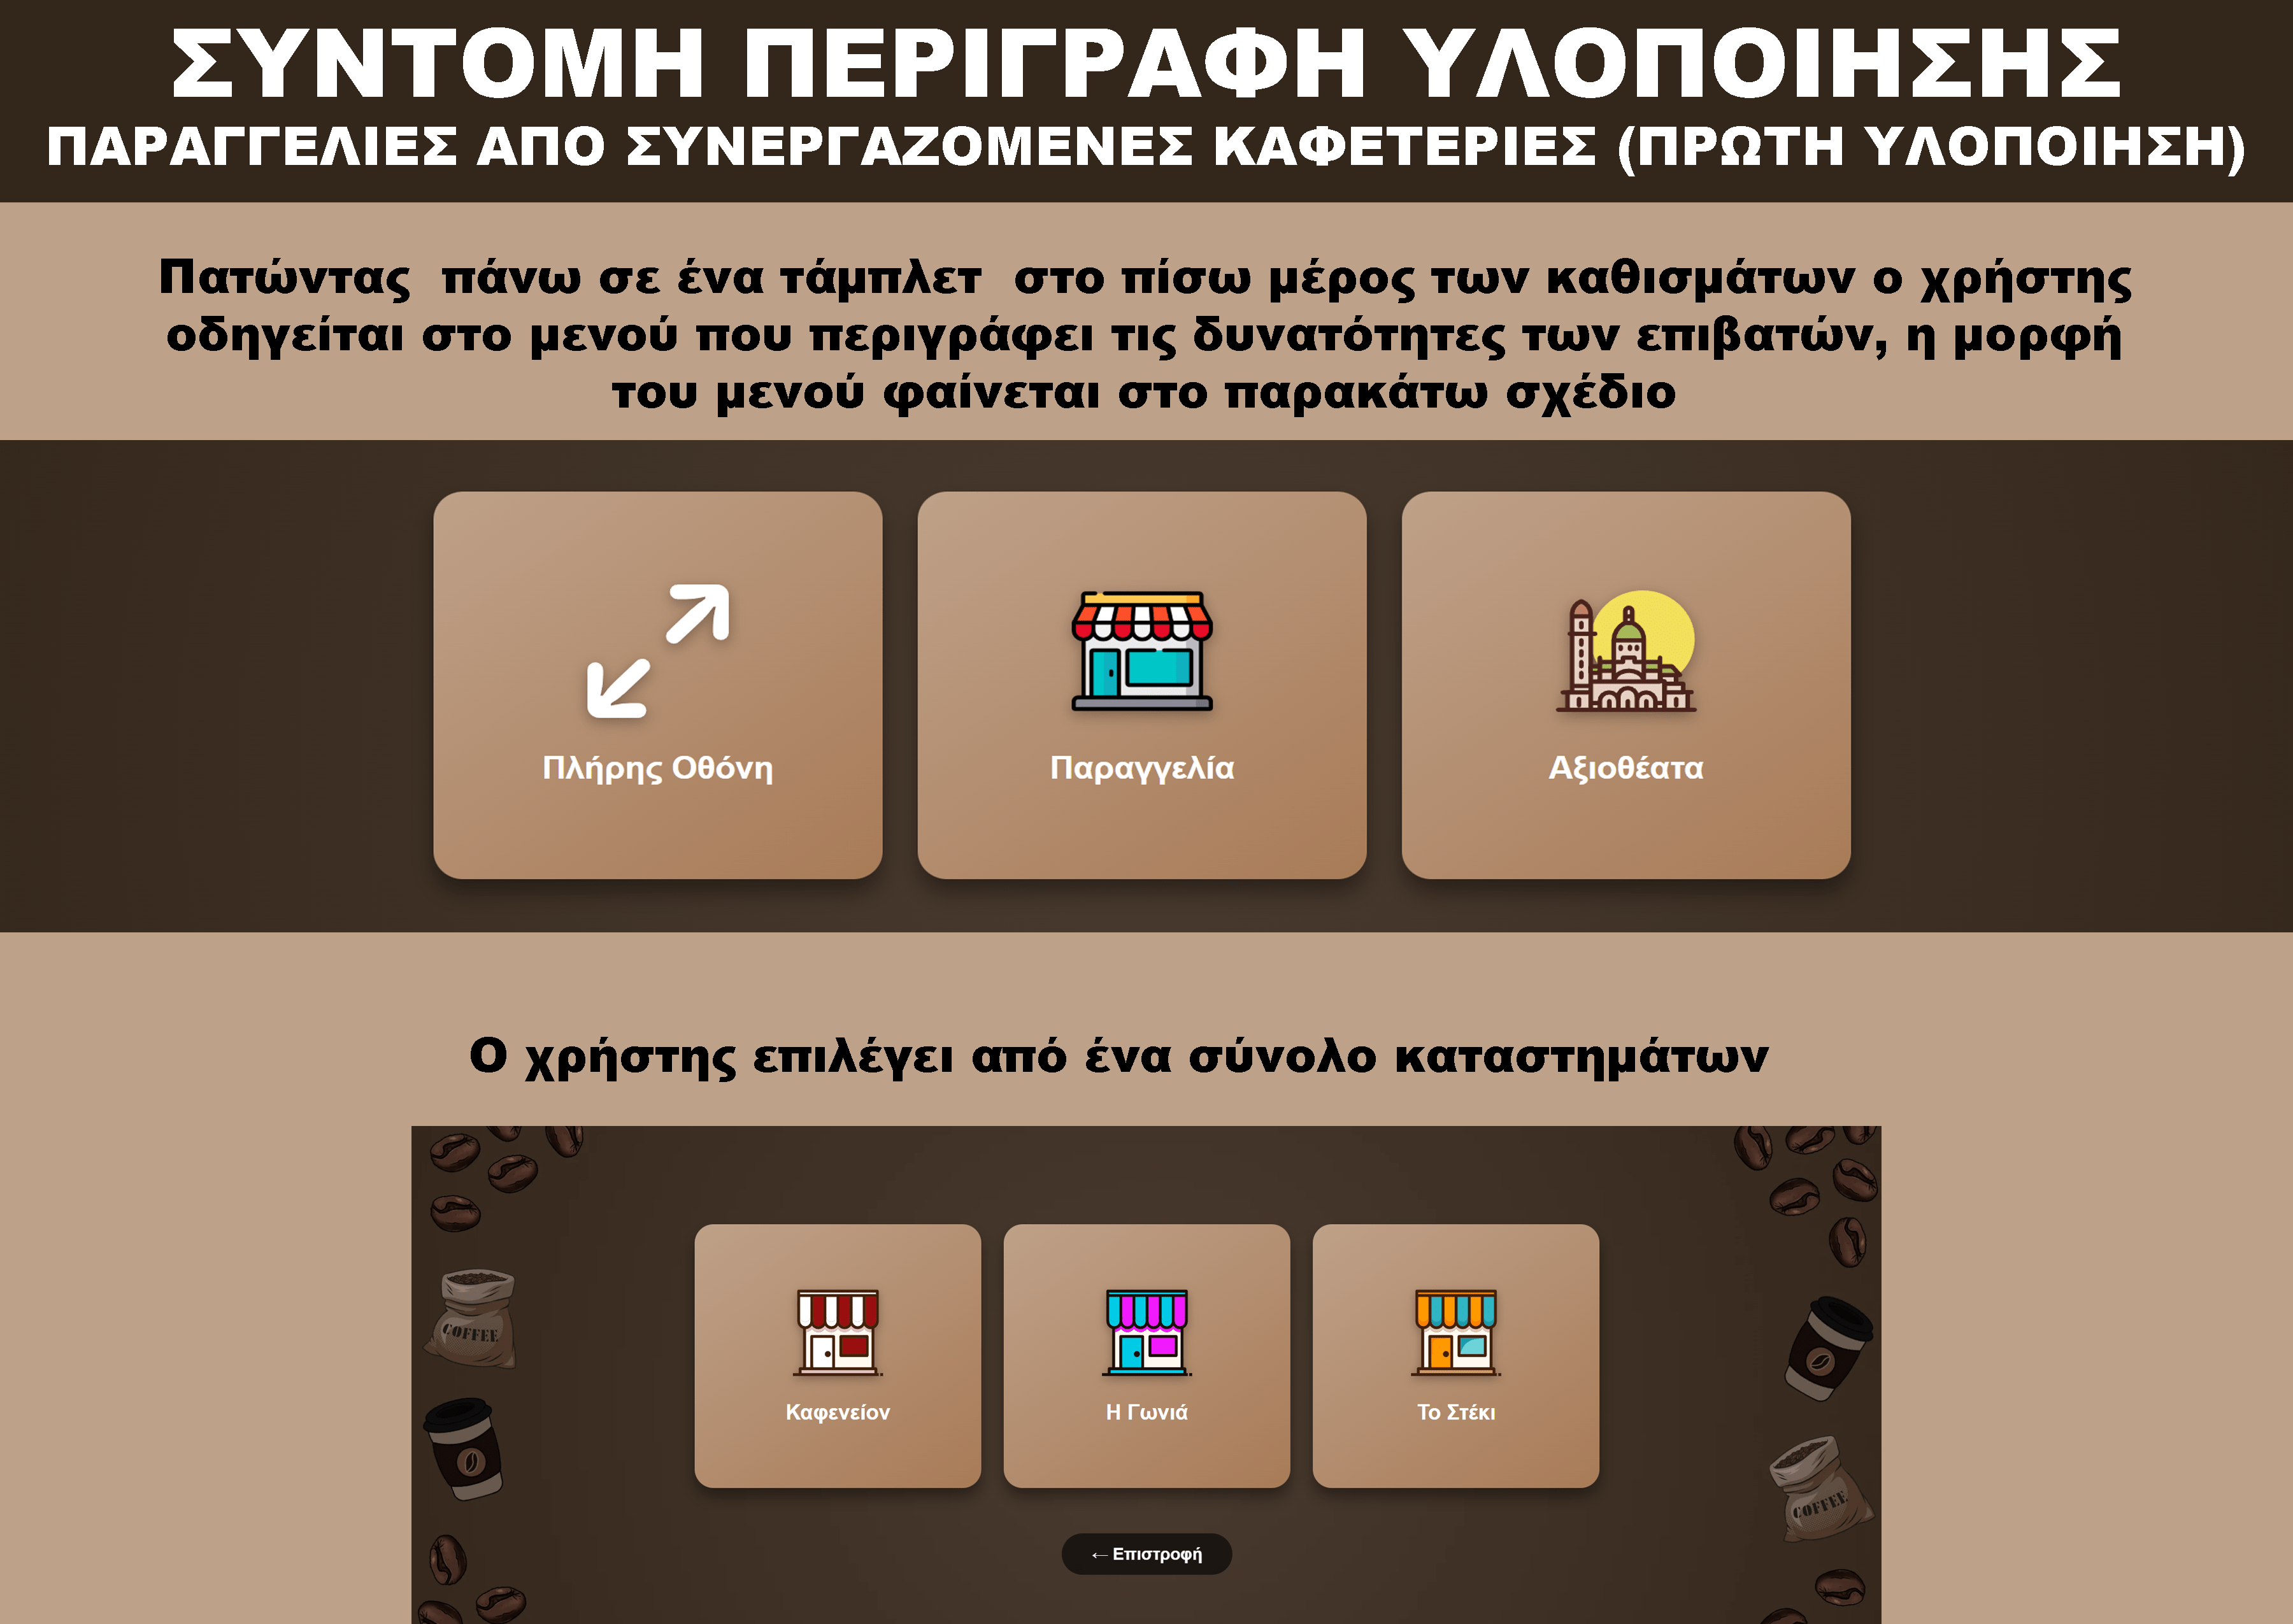 ΣΥΝΤΟΜΗ ΠΕΡΙΓΡΑΦΗ ΥΛΟΠΟΙΗΣΗΣ
ΠΑΡΑΓΓΕΛΙΕΣ ΑΠΟ ΣΥΝΕΡΓΑΖΟΜΕΝΕΣ ΚΑΦΕΤΕΡΙΕΣ (ΠΡΩΤΗ ΥΛΟΠΟΙΗΣΗ)
Πατώντας πάνω σε ένα τάμπλετ στο πίσω μέρος των καθισμάτων ο χρήστης
οδηγείται στο μενού που περιγράφει τις δυνατότητες των επιβατών, η μορφή
του μενού φαίνεται στο παρακάτω σχέδιο
Πλήρης Οθόνη
Παραγγελία
Αξιοθέατα
Ο χρήστης επιλέγει από ένα σύνολο καταστημάτων
COFFEE
Καφενείον
Η Γωνιά
Το Στέκι
COFFEE
← Επιστροφή